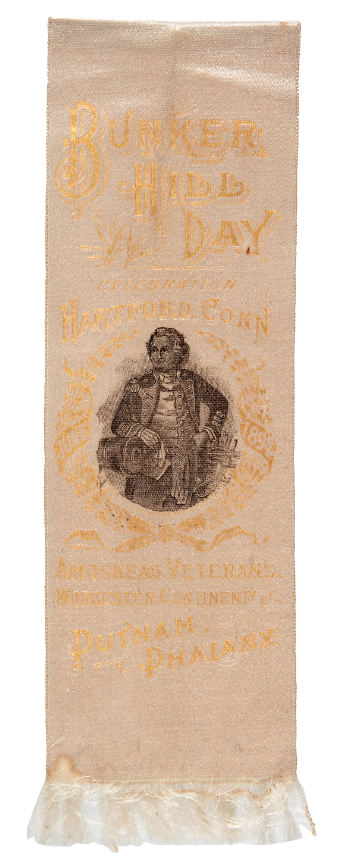 BUNKER
HILL
DAY
CELEBRATION
HARTFORD, CONN.
AMOSKEAG VETERANS,
WORCESTER CONTINENTALS,
PUTNAM
PHALANX